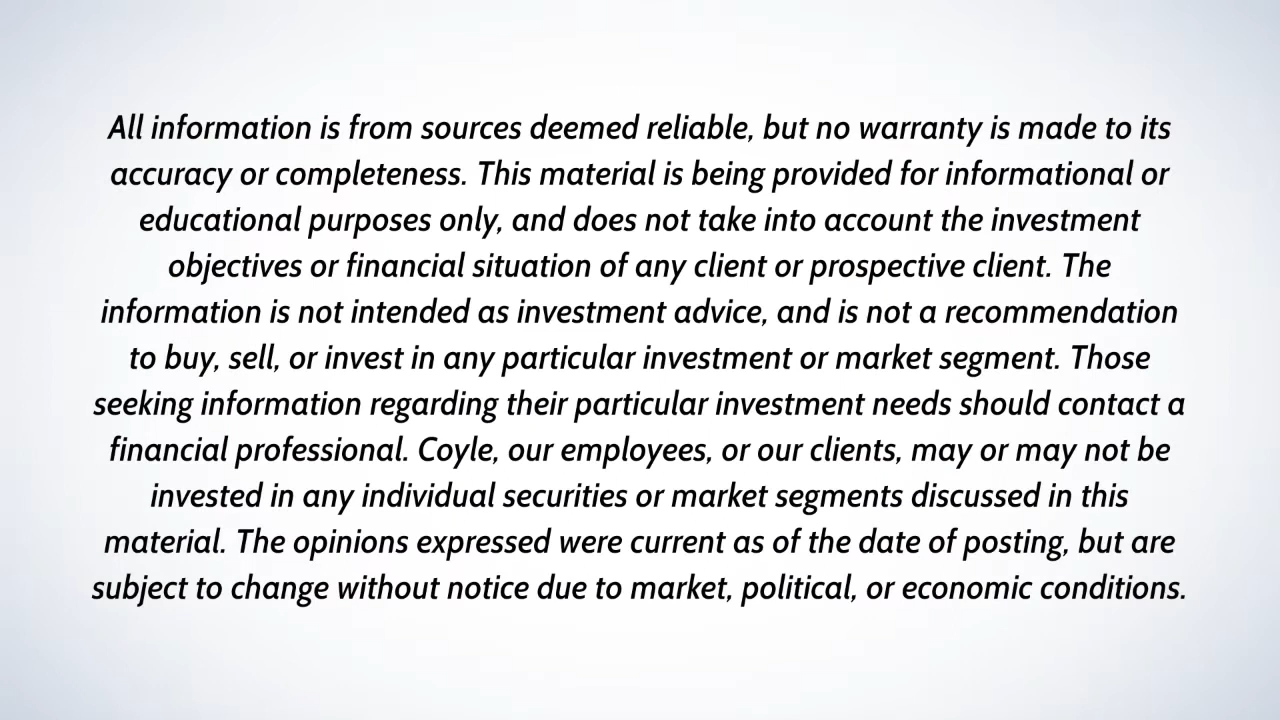 All information is from sources deemed reliable, but no warranty is made to its
accuracy or completeness. This material is being provided for informational or
educational purposes only, and does not take into account the investment
objectives or financial situation of any client or prospective client. The
information is not intended as investment advice, and is not a recommendation
to buy, sell, or invest in any particular investment or market segment. Those
seeking information regarding their particular investment needs should contact a
financial professional. Coyle, our employees, or our clients, may or may not be
invested in any individual securities or market segments discussed in this
material. The opinions expressed were current as of the date of posting, but are
subject to change without notice due to market, political, or economic conditions.